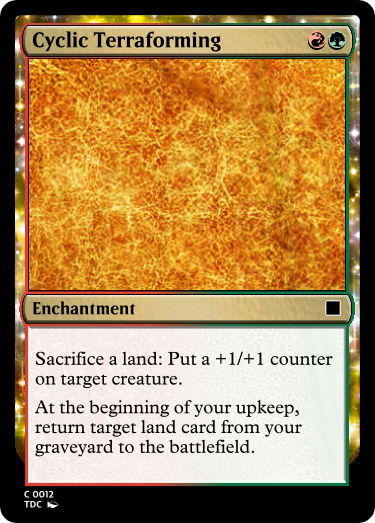 Cyclic Terraforming
Enchantment
Sacrifice a land: Put a +1/+1 counter
on target creature.
At the beginning of your upkeep,
return target land card from your
graveyard to the battlefield.
C 0012
TDC